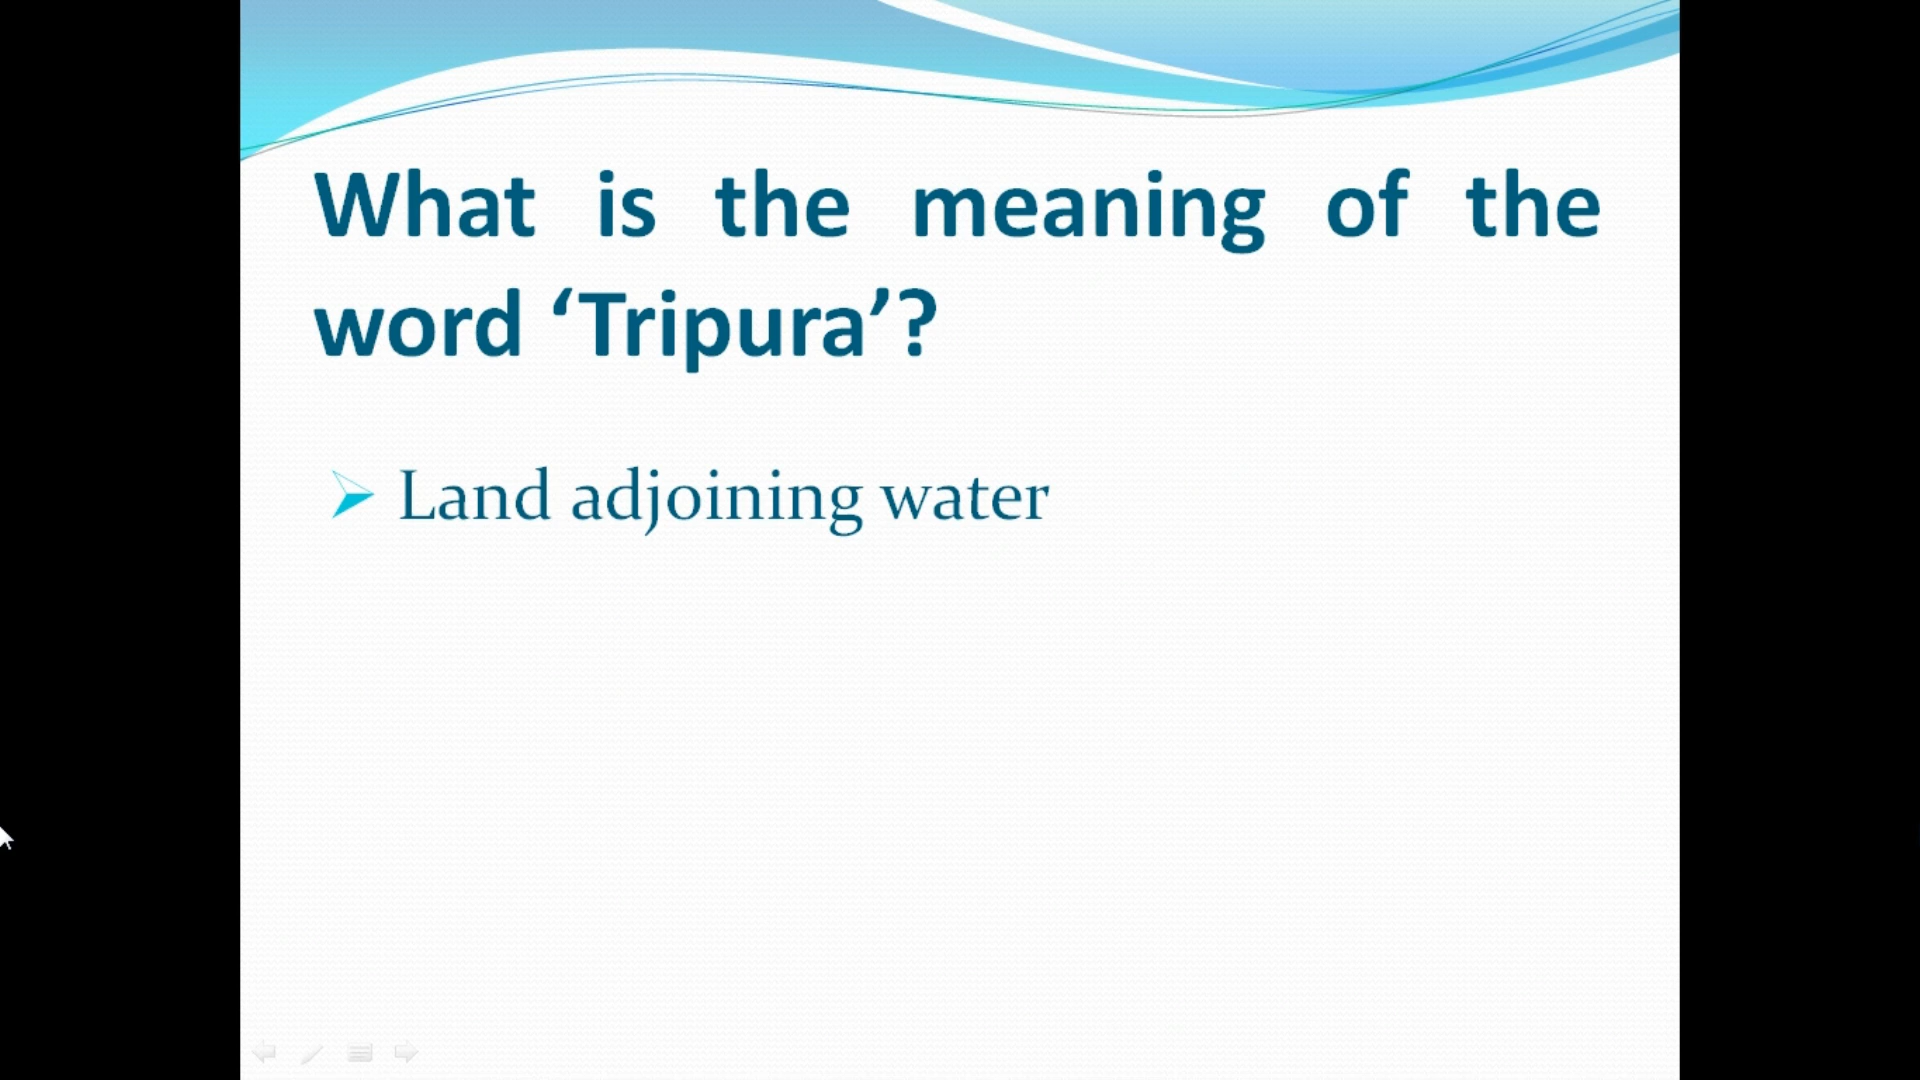 What is the meaning of the
word ‘Tripura’?
Land adjoining water